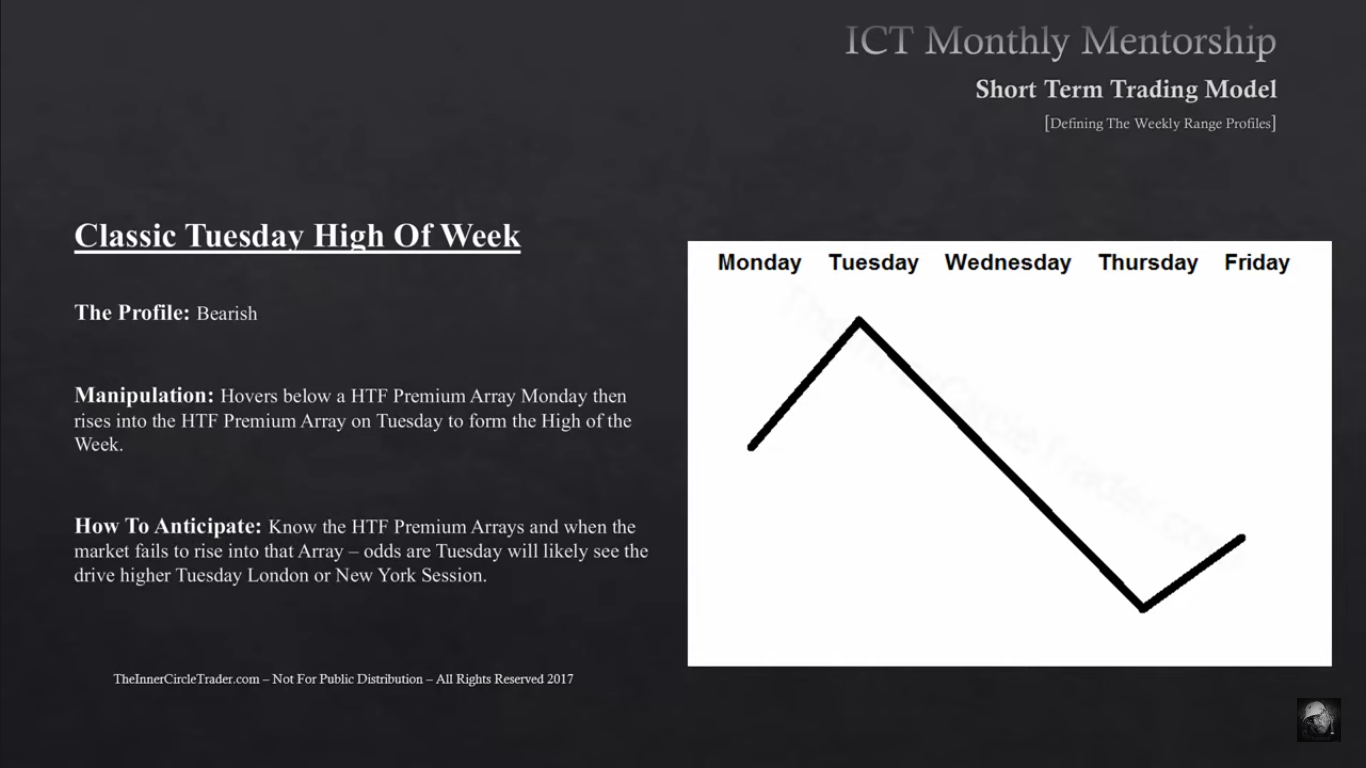 ICT Monthly Mentorship
Short Term Trading Model
[Defining The Weekly Range Profiles]
Classic Tuesday High Of Week
The Profile: Bearish
Manipulation: Hovers below a HTF Premium Array Monday then
rises into the HTF Premium Array on Tuesday to form the High of the
Week.
How To Anticipate: Know the HTF Premium Arrays and when the
market fails to rise into that Array – odds are Tuesday will likely see the
drive higher Tuesday London or New York Session.
Monday Tuesday Wednesday Thursday Friday
TheInnerCircleTrader.com
TheInnerCircleTrader.com – Not For Public Distribution – All Rights Reserved 2017